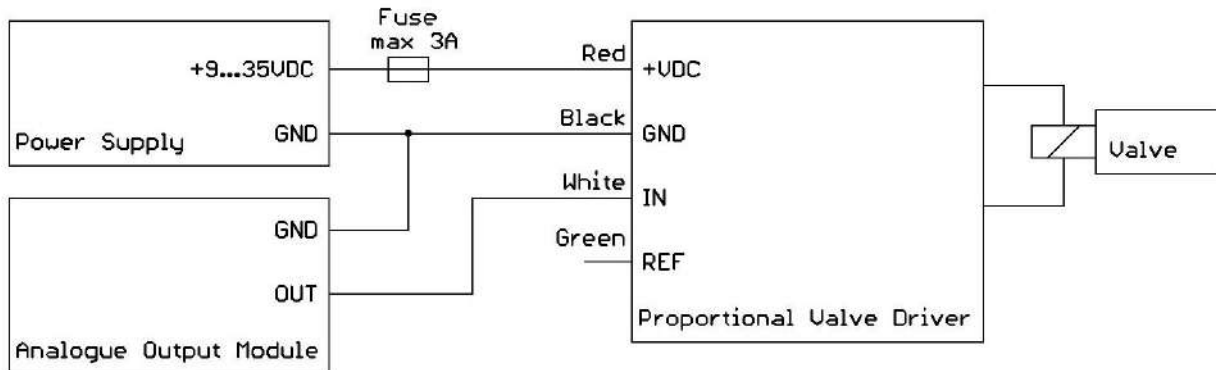 Fuse
max 3A
+9...35VDC
GND
Power Supply
Red
+VDC
Black
GND
White
IN
Green
REF
Proportional Valve Driver
Valve
GND
OUT
Analogue Output Module